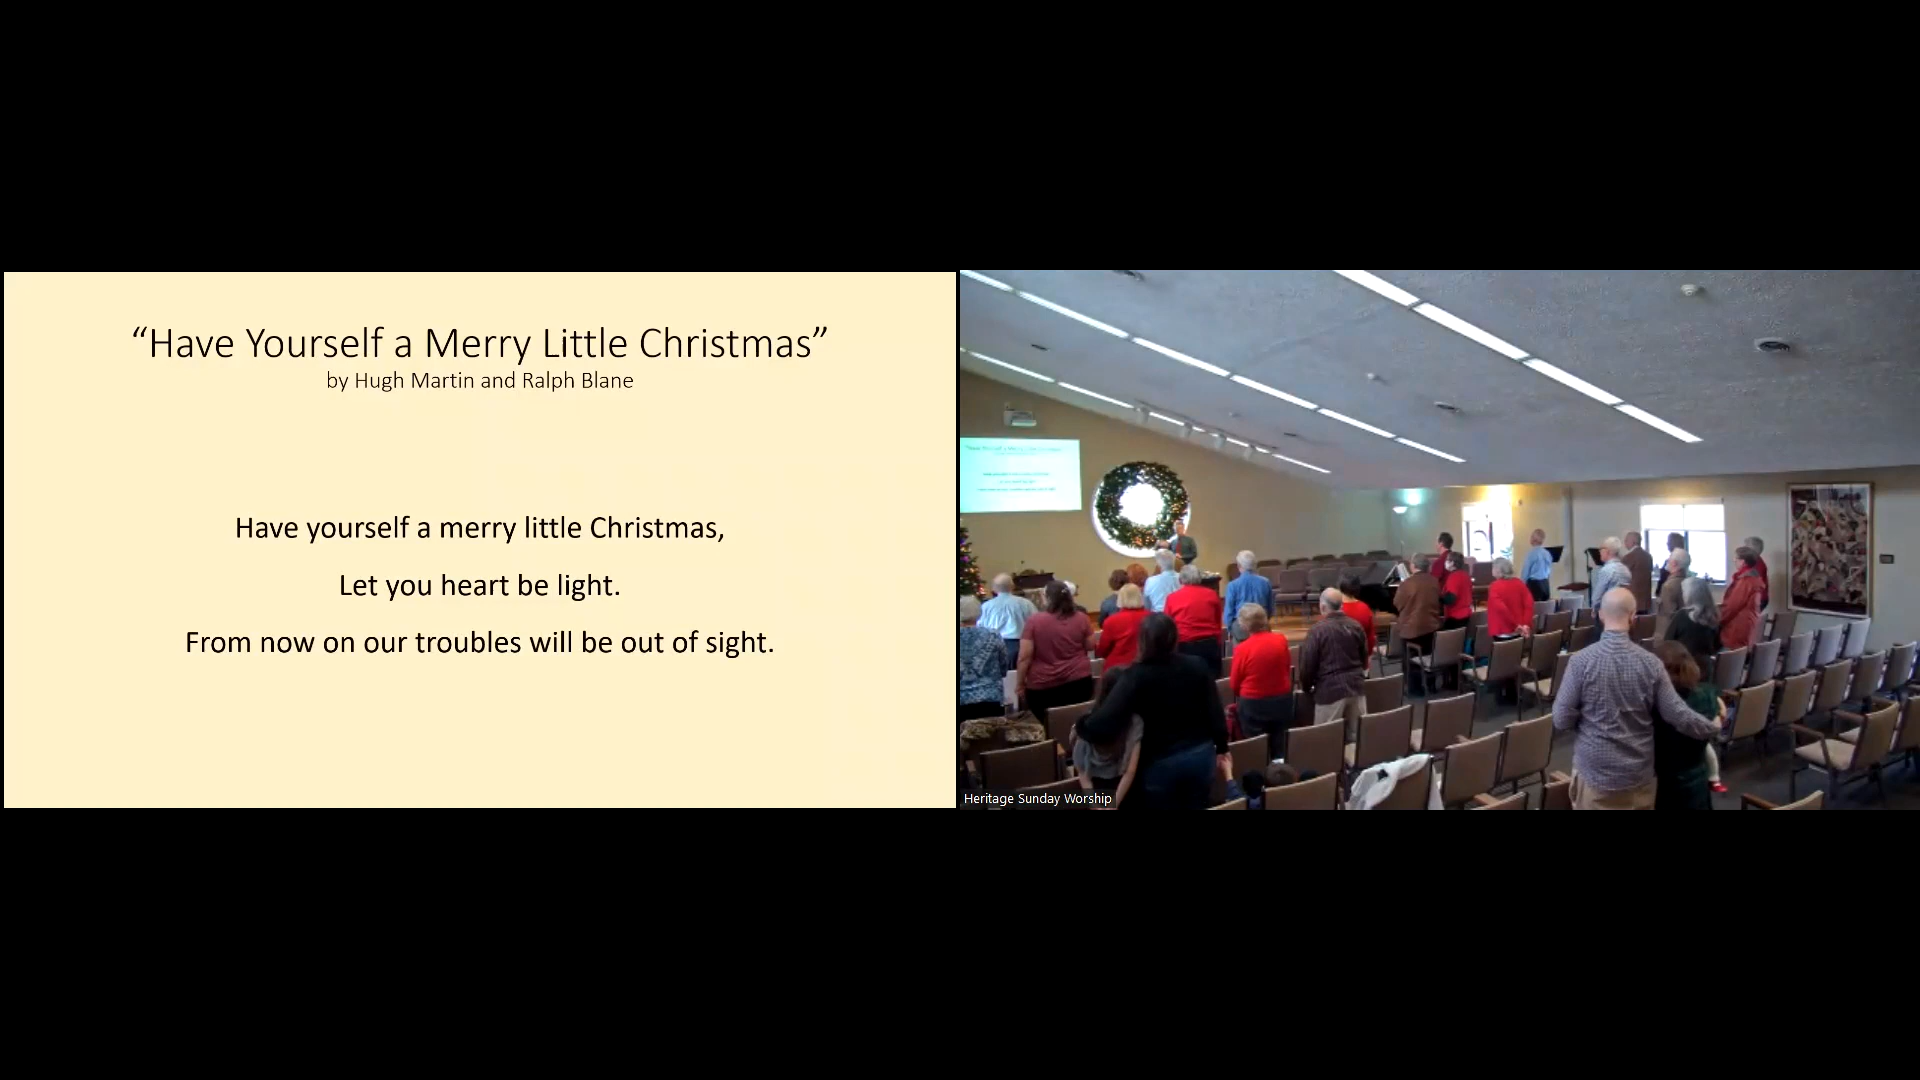 “Have Yourself a Merry Little Christmas”
by Hugh Martin and Ralph Blane
Have yourself a merry little Christmas,
Let you heart be light.
From now on our troubles will be out of sight.
Heritage Sunday Worship